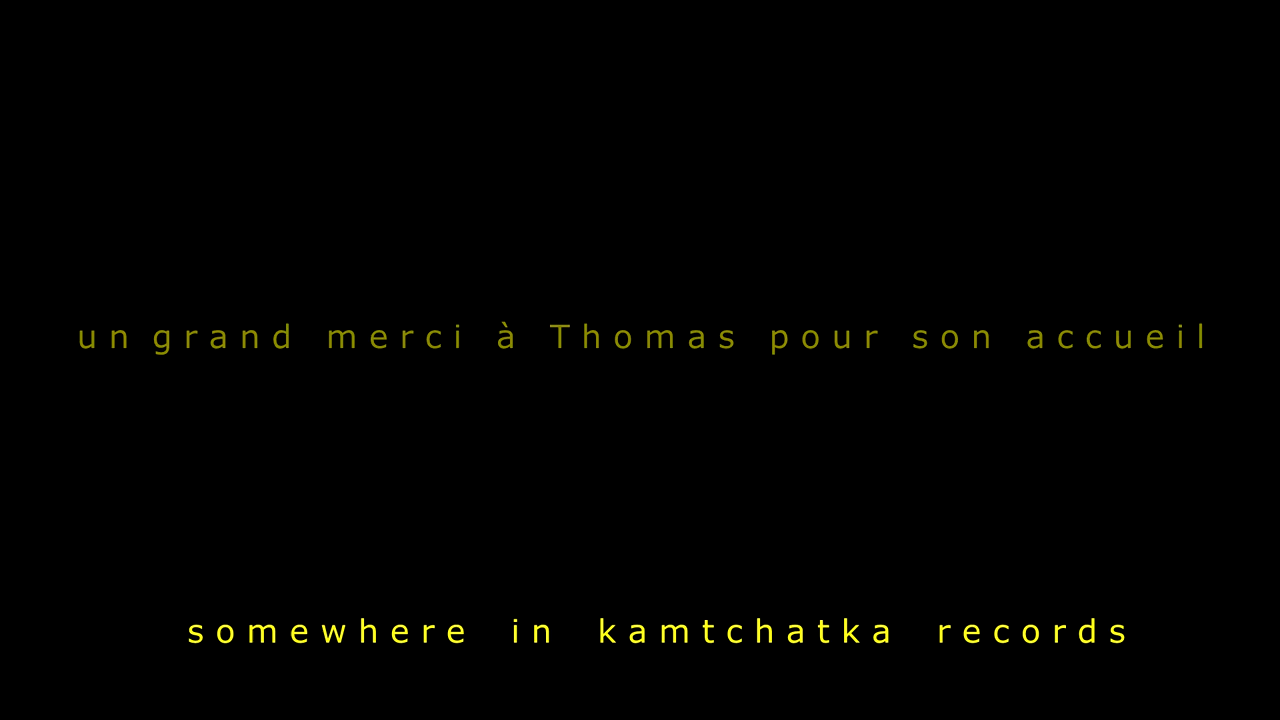 un grand merci à Thomas pour son accueil
somewhere in kamtchatka records